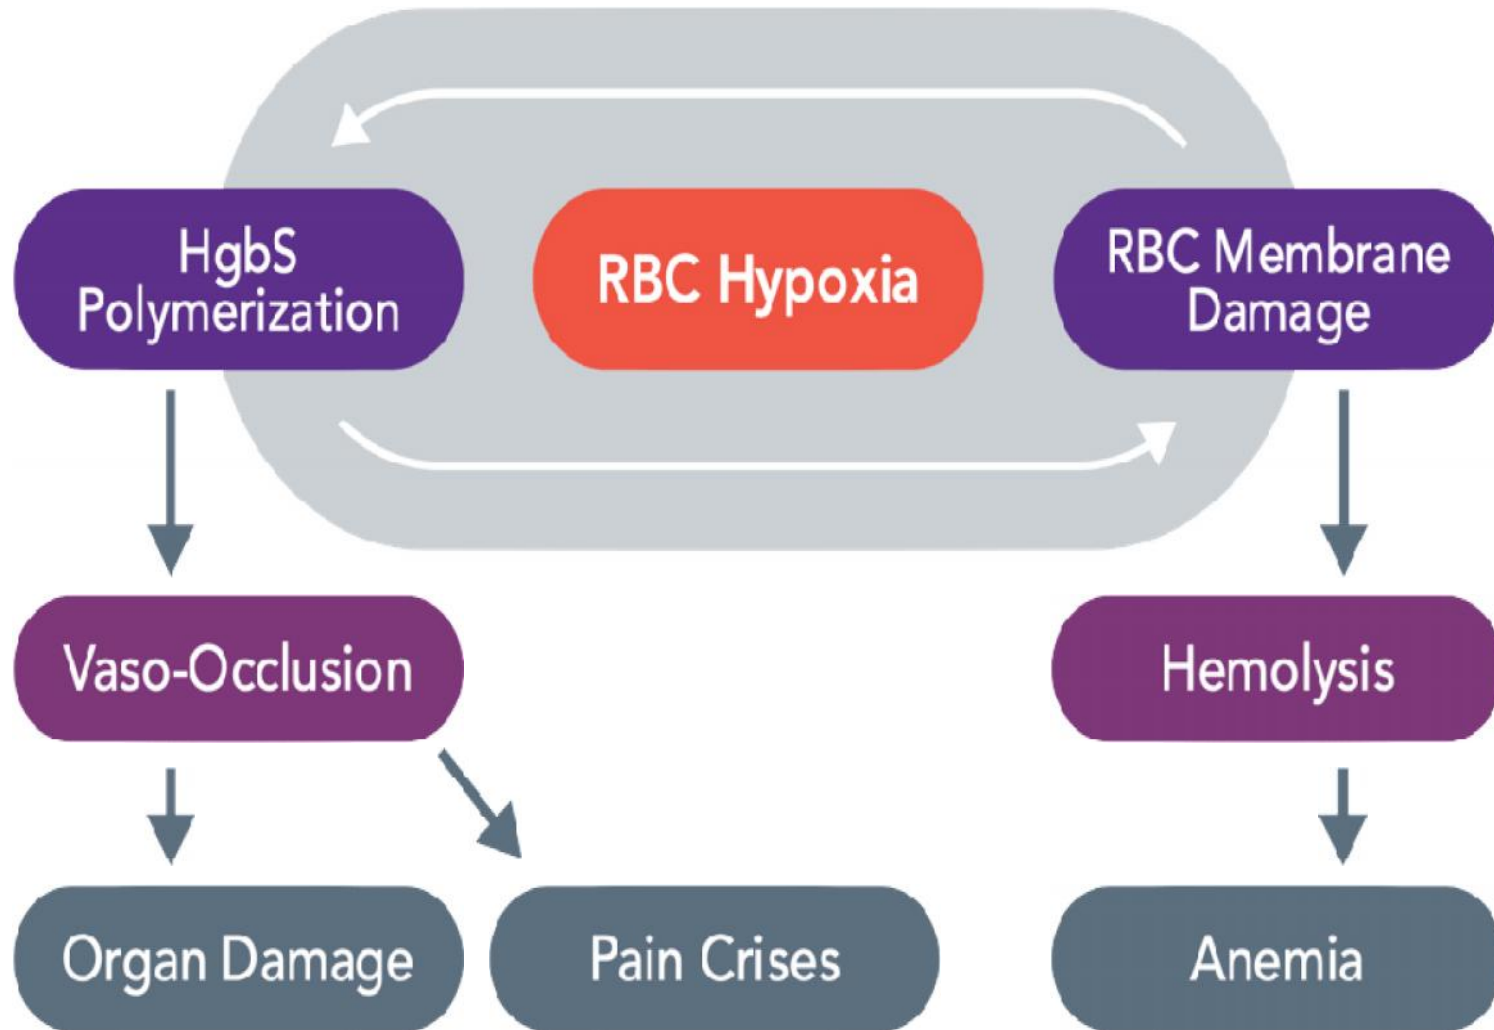 HgbS
Polymerization
RBC Hypoxia
RBC Membrane
Damage
Vaso-Occlusion
Hemolysis
Organ Damage
Pain Crises
Anemia